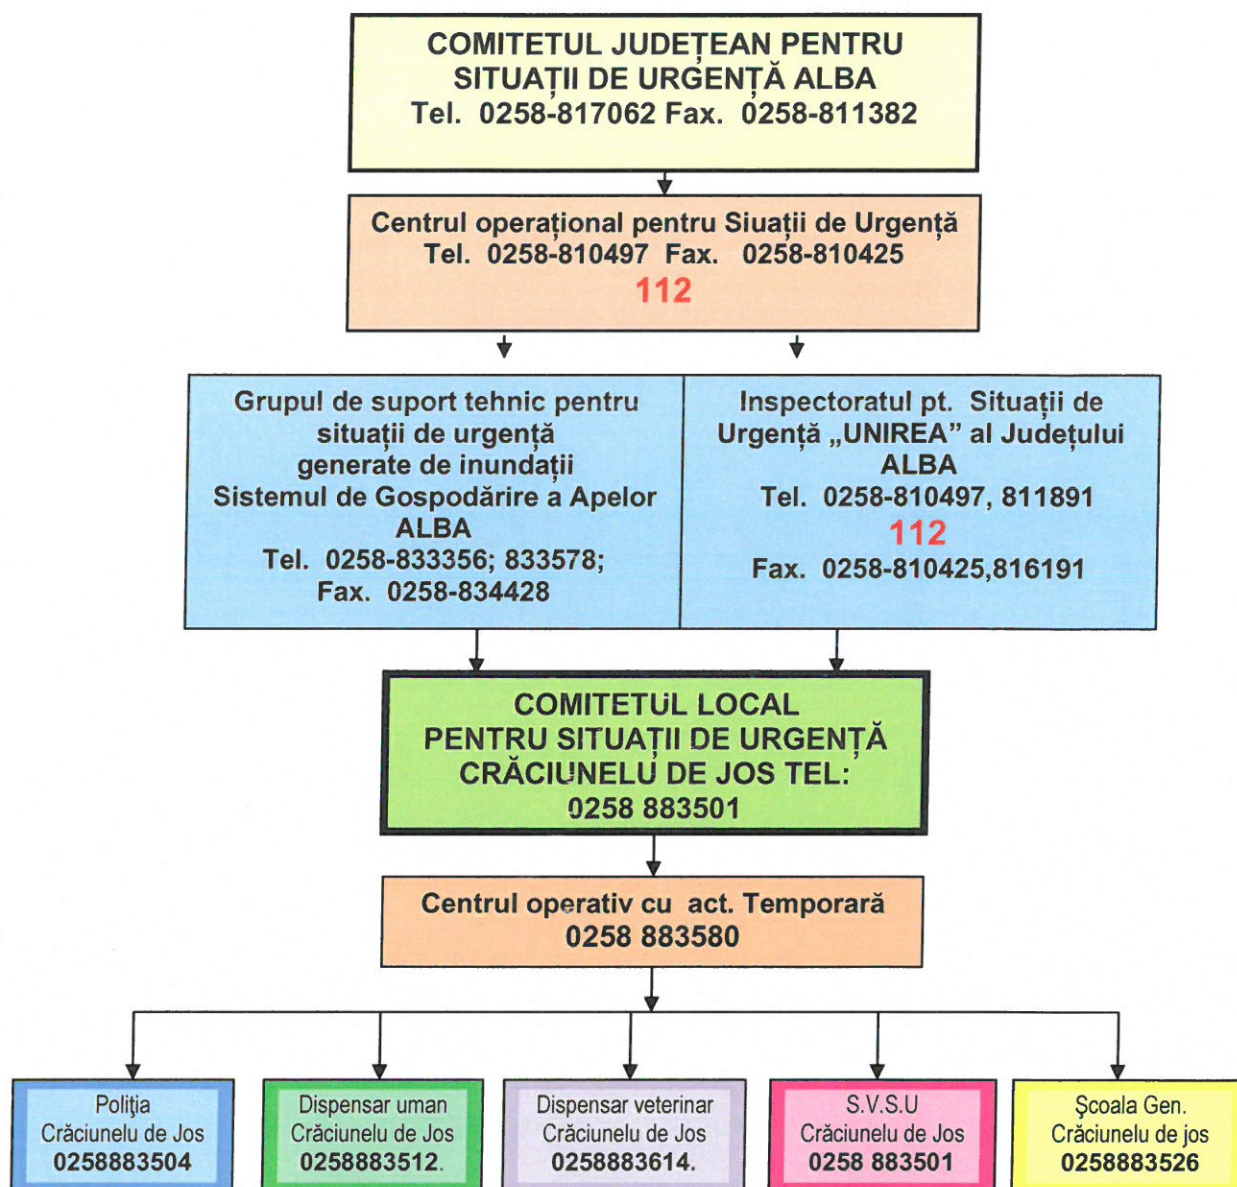 COMITETUL JUDEȚEAN PENTRU
SITUAȚII DE URGENȚĂ ALBA
Tel. 0258-817062 Fax. 0258-811382
Centrul operațional pentru Siuații de Urgență
Tel. 0258-810497 Fax. 0258-810425
112
Grupul de suport tehnic pentru
situații de urgență
generate de inundații
Sistemul de Gospodărire a Apelor
ALBA
Tel. 0258-833356; 833578;
Fax. 0258-834428
Inspectoratul pt. Situații de
Urgență „UNIREA” al Județului
ALBA
Tel. 0258-810497, 811891
112
Fax. 0258-810425,816191
COMITETUL LOCAL
PENTRU SITUAȚII DE URGENȚĂ
CRĂCIUNELU DE JOS TEL:
0258 883501
Centrul operativ cu act. Temporară
0258 883580
Poliţia
Crăciunelu de Jos
0258883504
Dispensar uman
Crăciunelu de Jos
0258883512.
Dispensar veterinar
Crăciunelu de Jos
0258883614.
S.V.S.U
Crăciunelu de Jos
0258 883501
Şcoala Gen.
Crăciunelu de jos
0258883526